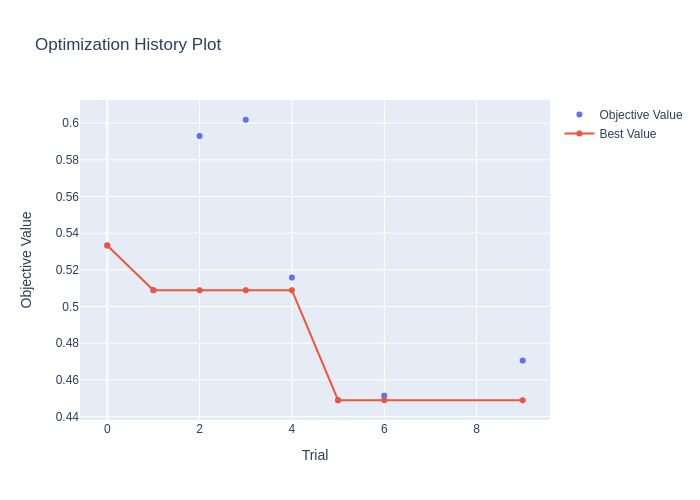 Optimization History Plot
Objective Value
Best Value
0.6
0.58
0.56
0.54
0.52
0.5
0.48
0.46
0.44
Objective Value
0 2 4 6 8
Trial